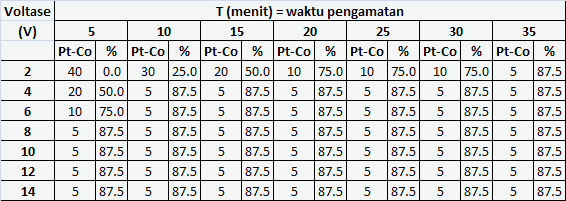 Voltase (V) T (menit) = waktu pengamatan
5 10 15 20 25 30 35
Pt-Co % Pt-Co % Pt-Co % Pt-Co % Pt-Co % Pt-Co % Pt-Co %
2 40 0.0 30 25.0 20 50.0 10 75.0 10 75.0 10 75.0 5 87.5
4 20 50.0 5 87.5 5 87.5 5 87.5 5 87.5 5 87.5 5 87.5
6 10 75.0 5 87.5 5 87.5 5 87.5 5 87.5 5 87.5 5 87.5
8 5 87.5 5 87.5 5 87.5 5 87.5 5 87.5 5 87.5 5 87.5
10 5 87.5 5 87.5 5 87.5 5 87.5 5 87.5 5 87.5 5 87.5
12 5 87.5 5 87.5 5 87.5 5 87.5 5 87.5 5 87.5 5 87.5
14 5 87.5 5 87.5 5 87.5 5 87.5 5 87.5 5 87.5 5 87.5